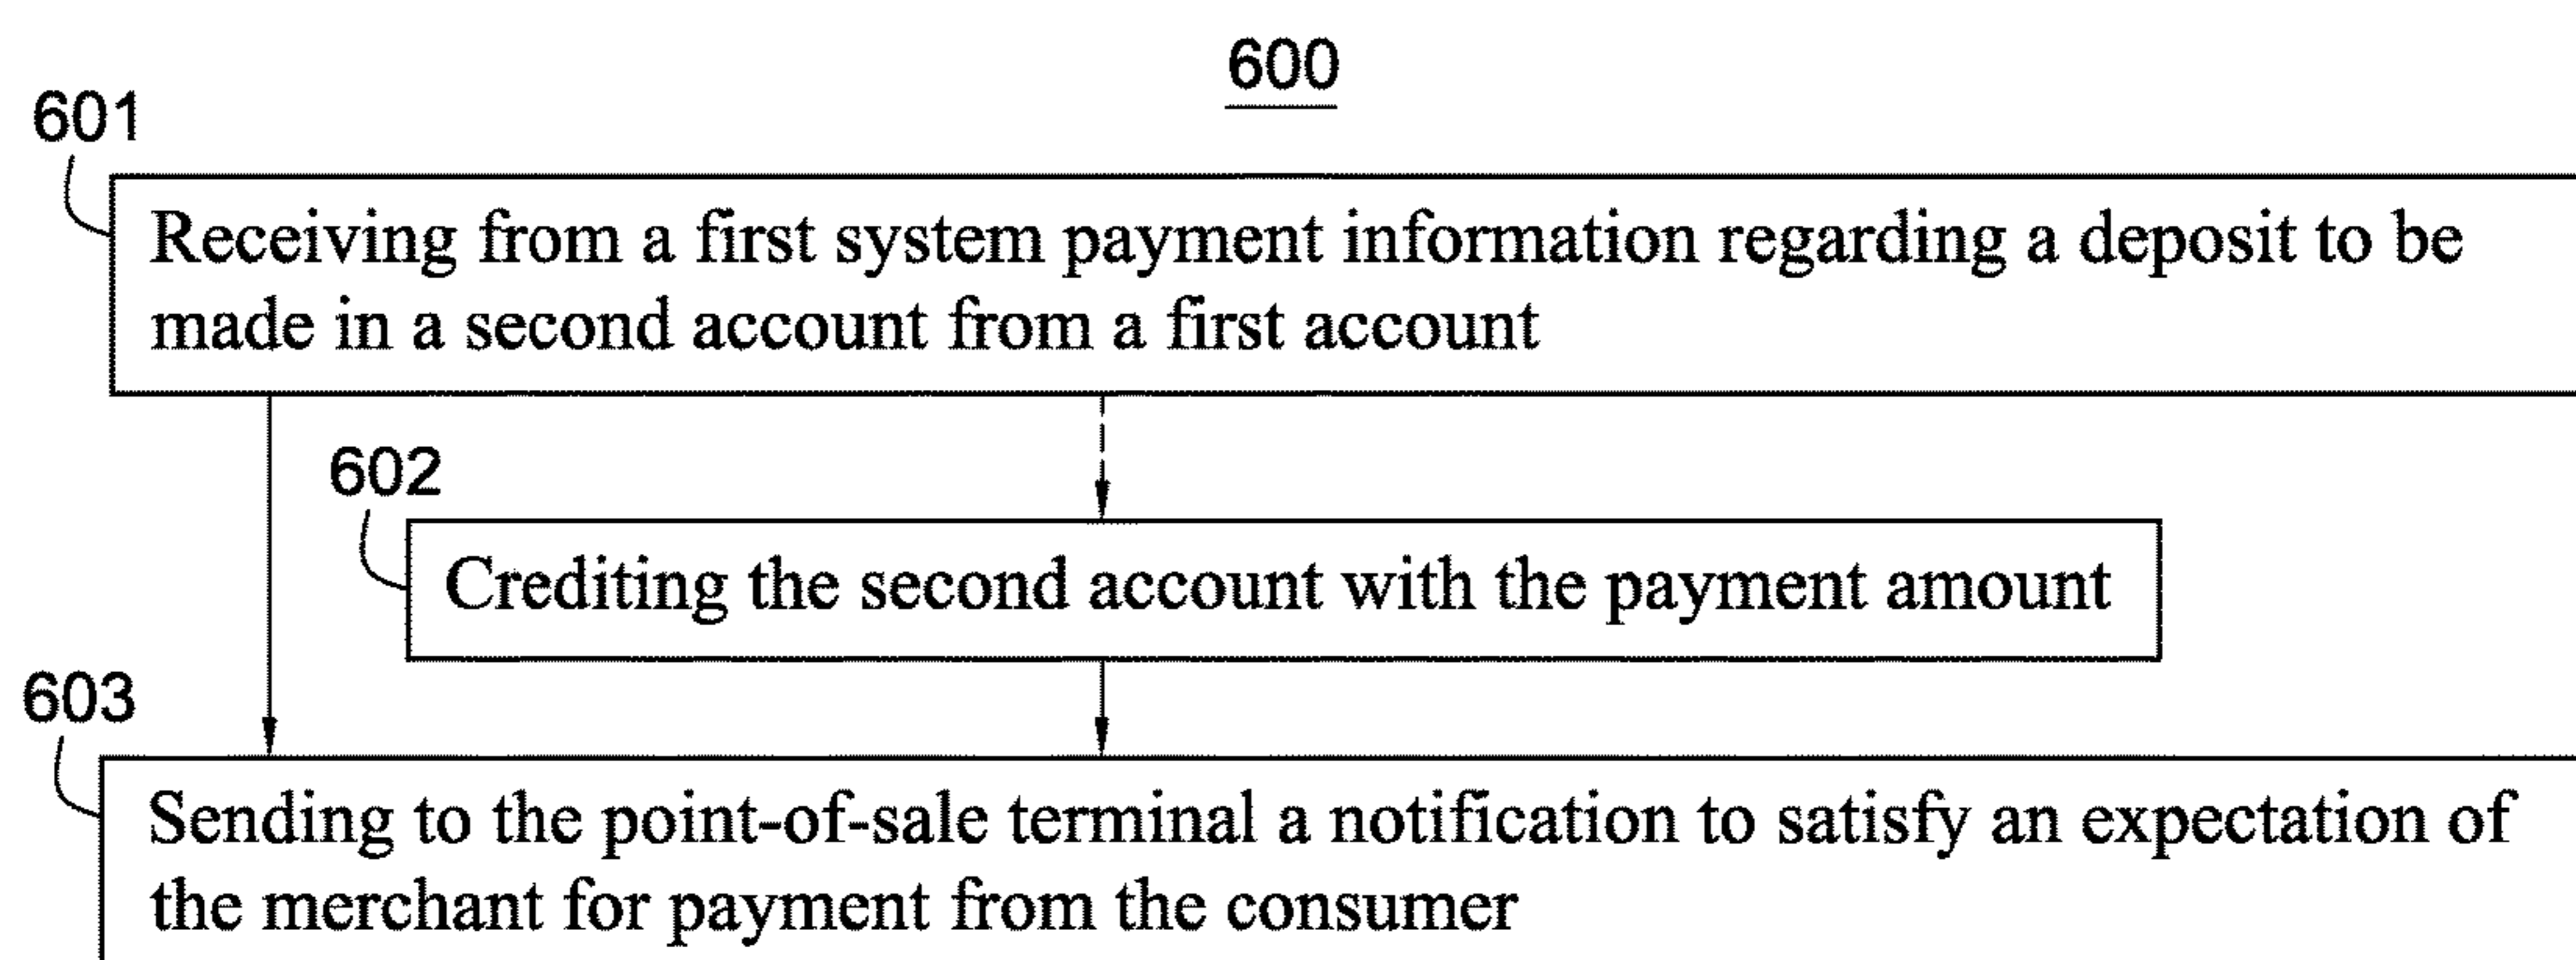 600
601
Receiving from a first system payment information regarding a deposit to be
made in a second account from a first account
602
Crediting the second account with the payment amount
603
Sending to the point-of-sale terminal a notification to satisfy an expectation of
the merchant for payment from the consumer